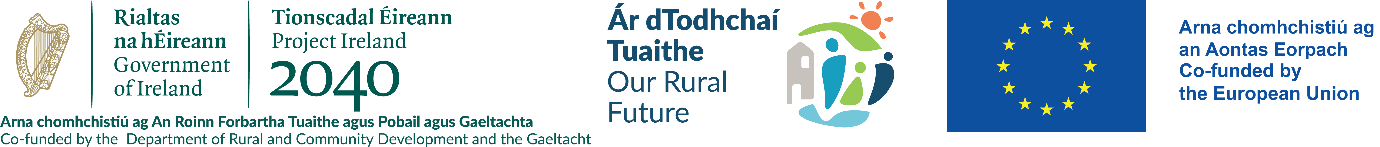 Rialtas
na hÉireann
Government
of Ireland
Tionscadal Éireann
Project Ireland
2040
Arna chomhchistiú ag An Roinn Forbartha Tuaithe agus Pobail agus Gaeltachta
Co-funded by the Department of Rural and Community Development and the Gaeltacht
Ár dTodhchaí
Tuaithe
Our Rural
Future
Arna chomhchistiú ag
an Aontas Eorpach
Co-funded by
the European Union